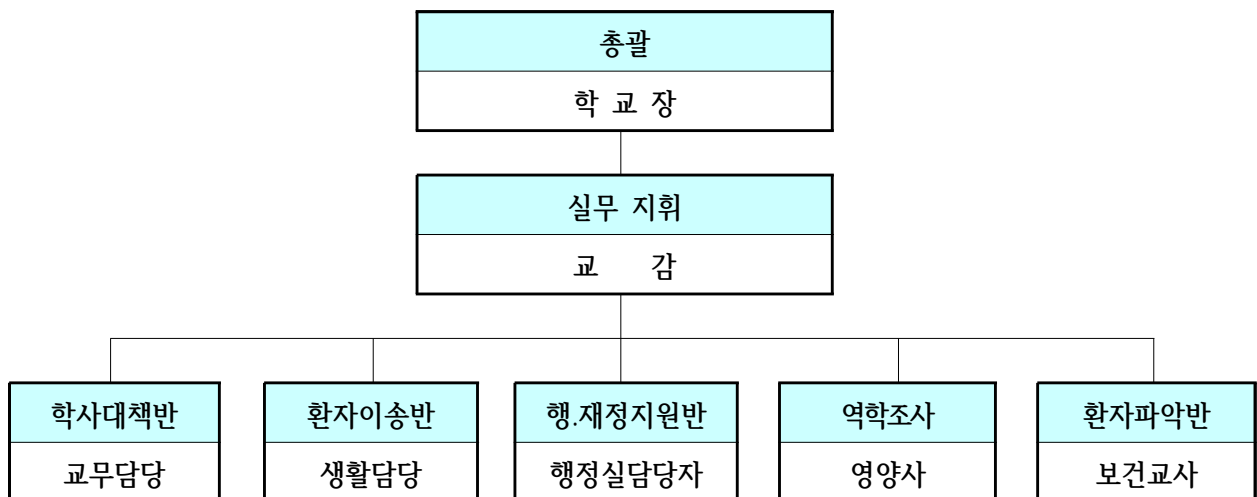 총괄
학 교 장
실무 지휘
교 감
학사대책반 환자이송반 행.재정지원반 역학조사 환자파악반
교무담당 생활담당 행정실담당자 영양사 보건교사